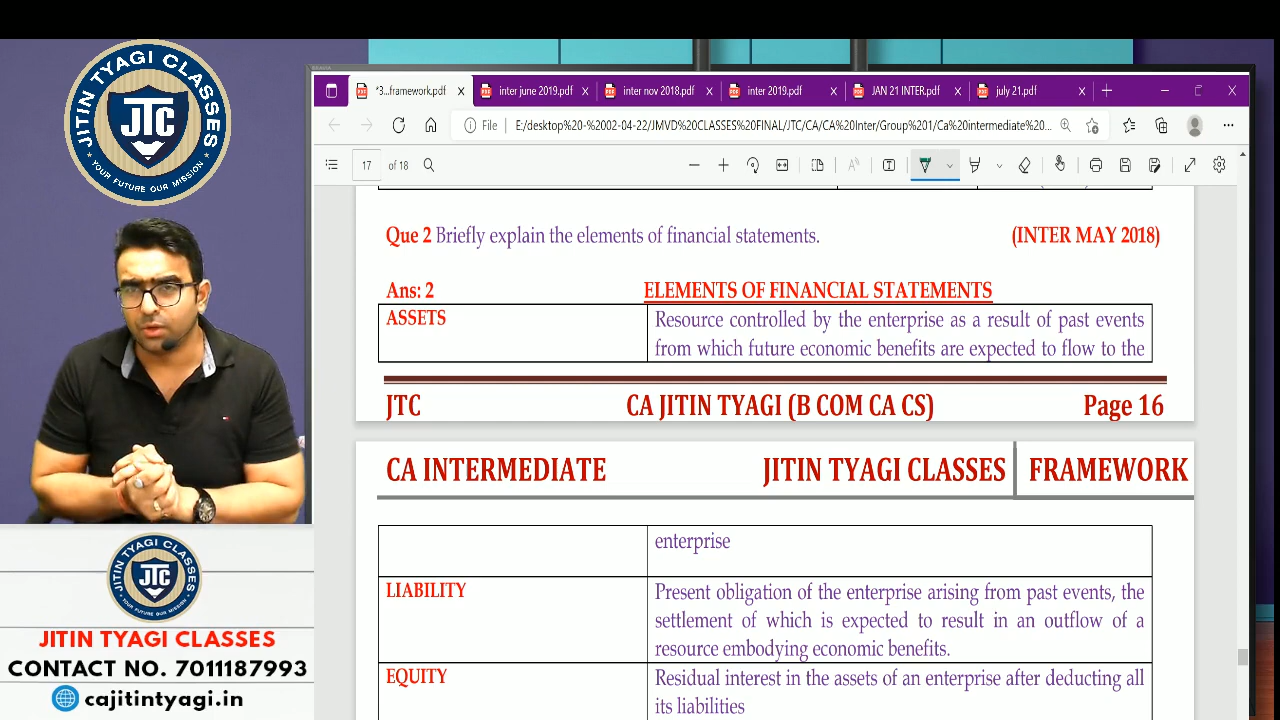 JITIN TYAGI CLASSES
JTC
YOUR FUTURE OUR MISSION
*3...framework.pdf
inter june 2019.pdf
inter nov 2018.pdf
inter 2019.pdf
JAN 21 INTER.pdf
july 21.pdf
File
E:/desktop%20-%2002-04-22/JMVD%20CLASSES%20FINAL/JTC/CA/CA%20Inter/Group%201/Ca%20intermediate%20...
17 of 18
Que 2 Briefly explain the elements of financial statements. (INTER MAY 2018)
Ans: 2 ELEMENTS OF FINANCIAL STATEMENTS
ASSETS Resource controlled by the enterprise as a result of past events
from which future economic benefits are expected to flow to the
JTC CA JITIN TYAGI (B COM CA CS) Page 16
CA INTERMEDIATE JITIN TYAGI CLASSES FRAMEWORK
enterprise
LIABILITY Present obligation of the enterprise arising from past events, the
settlement of which is expected to result in an outflow of a
resource embodying economic benefits.
EQUITY Residual interest in the assets of an enterprise after deducting all
its liabilities
JTC
JITIN TYAGI CLASSES
CONTACT NO. 7011187993
cajitintyagi.in